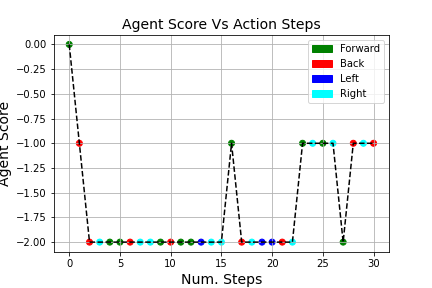 Agent Score Vs Action Steps
0.00
−0.25
−0.50
−0.75
−1.00
−1.25
−1.50
−1.75
−2.00
Agent Score
Forward
Back
Left
Right
0 5 10 15 20 25 30
Num. Steps